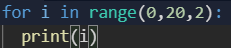 for i in range(0,20,2):
  print(i)